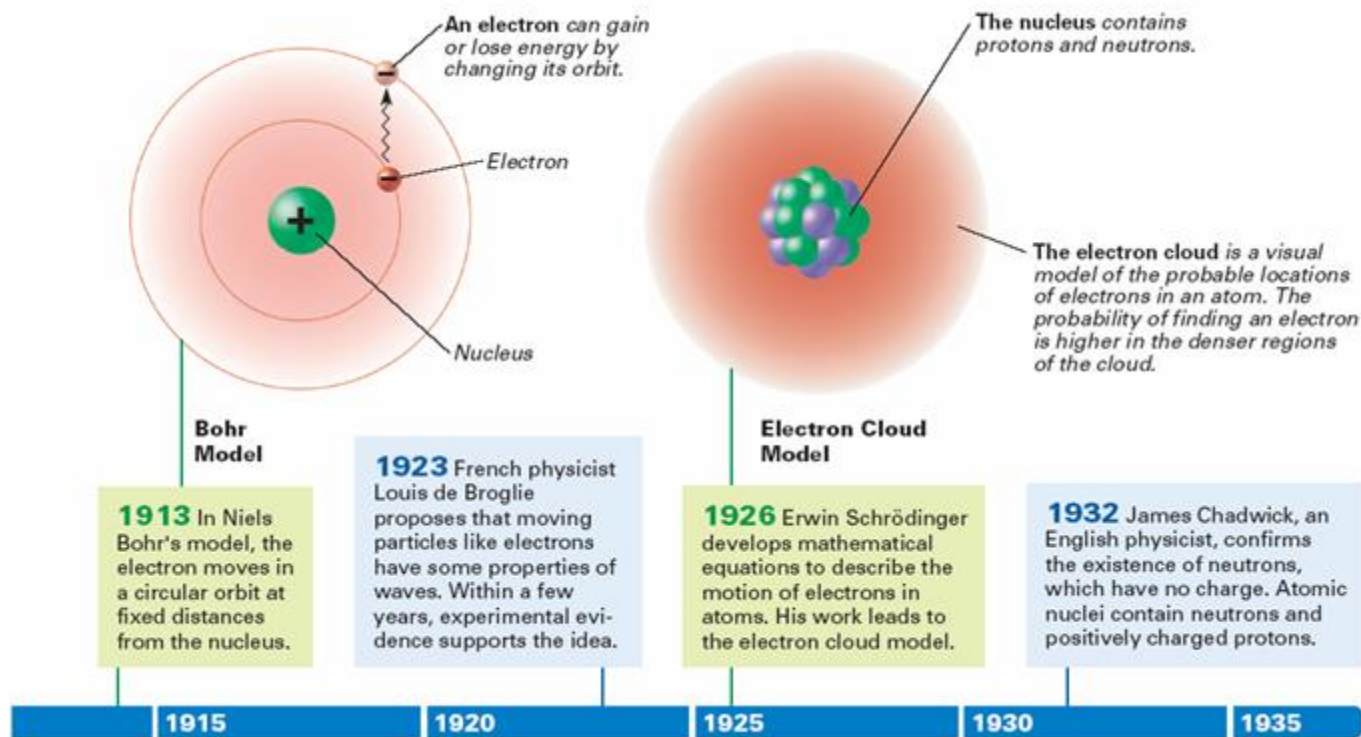 An electron can gain
or lose energy by
changing its orbit.
Electron
Nucleus
−
−
+
Bohr
Model
The nucleus contains
protons and neutrons.
The electron cloud is a visual
model of the probable locations
of electrons in an atom. The
probability of finding an electron
is higher in the denser regions
of the cloud.
Electron Cloud
Model
1913 In Niels
Bohr's model, the
electron moves in
a circular orbit at
fixed distances
from the nucleus.
1923 French physicist
Louis de Broglie
proposes that moving
particles like electrons
have some properties of
waves. Within a few
years, experimental evi-
dence supports the idea.
1926 Erwin Schrödinger
develops mathematical
equations to describe the
motion of electrons in
atoms. His work leads to
the electron cloud model.
1932 James Chadwick, an
English physicist, confirms
the existence of neutrons,
which have no charge. Atomic
nuclei contain neutrons and
positively charged protons.
1915
1920
1925
1930
1935